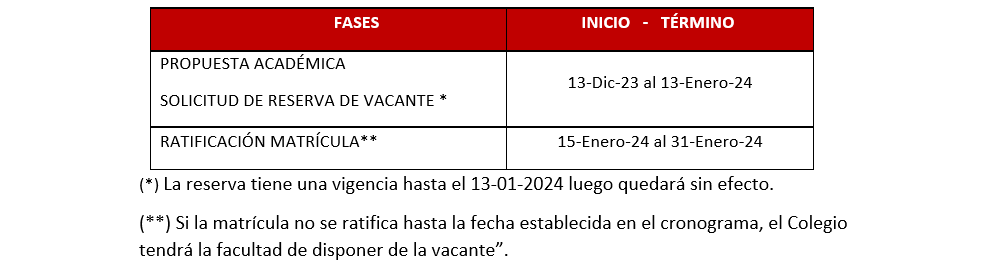 FASES INICIO - TÉRMINO
PROPUESTA ACADÉMICA
SOLICITUD DE RESERVA DE VACANTE *
13-Dic-23 al 13-Enero-24
RATIFICACIÓN MATRÍCULA** 15-Enero-24 al 31-Enero-24
(*) La reserva tiene una vigencia hasta el 13-01-2024 luego quedará sin efecto.
(**) Si la matrícula no se ratifica hasta la fecha establecida en el cronograma, el Colegio
tendrá la facultad de disponer de la vacante”.